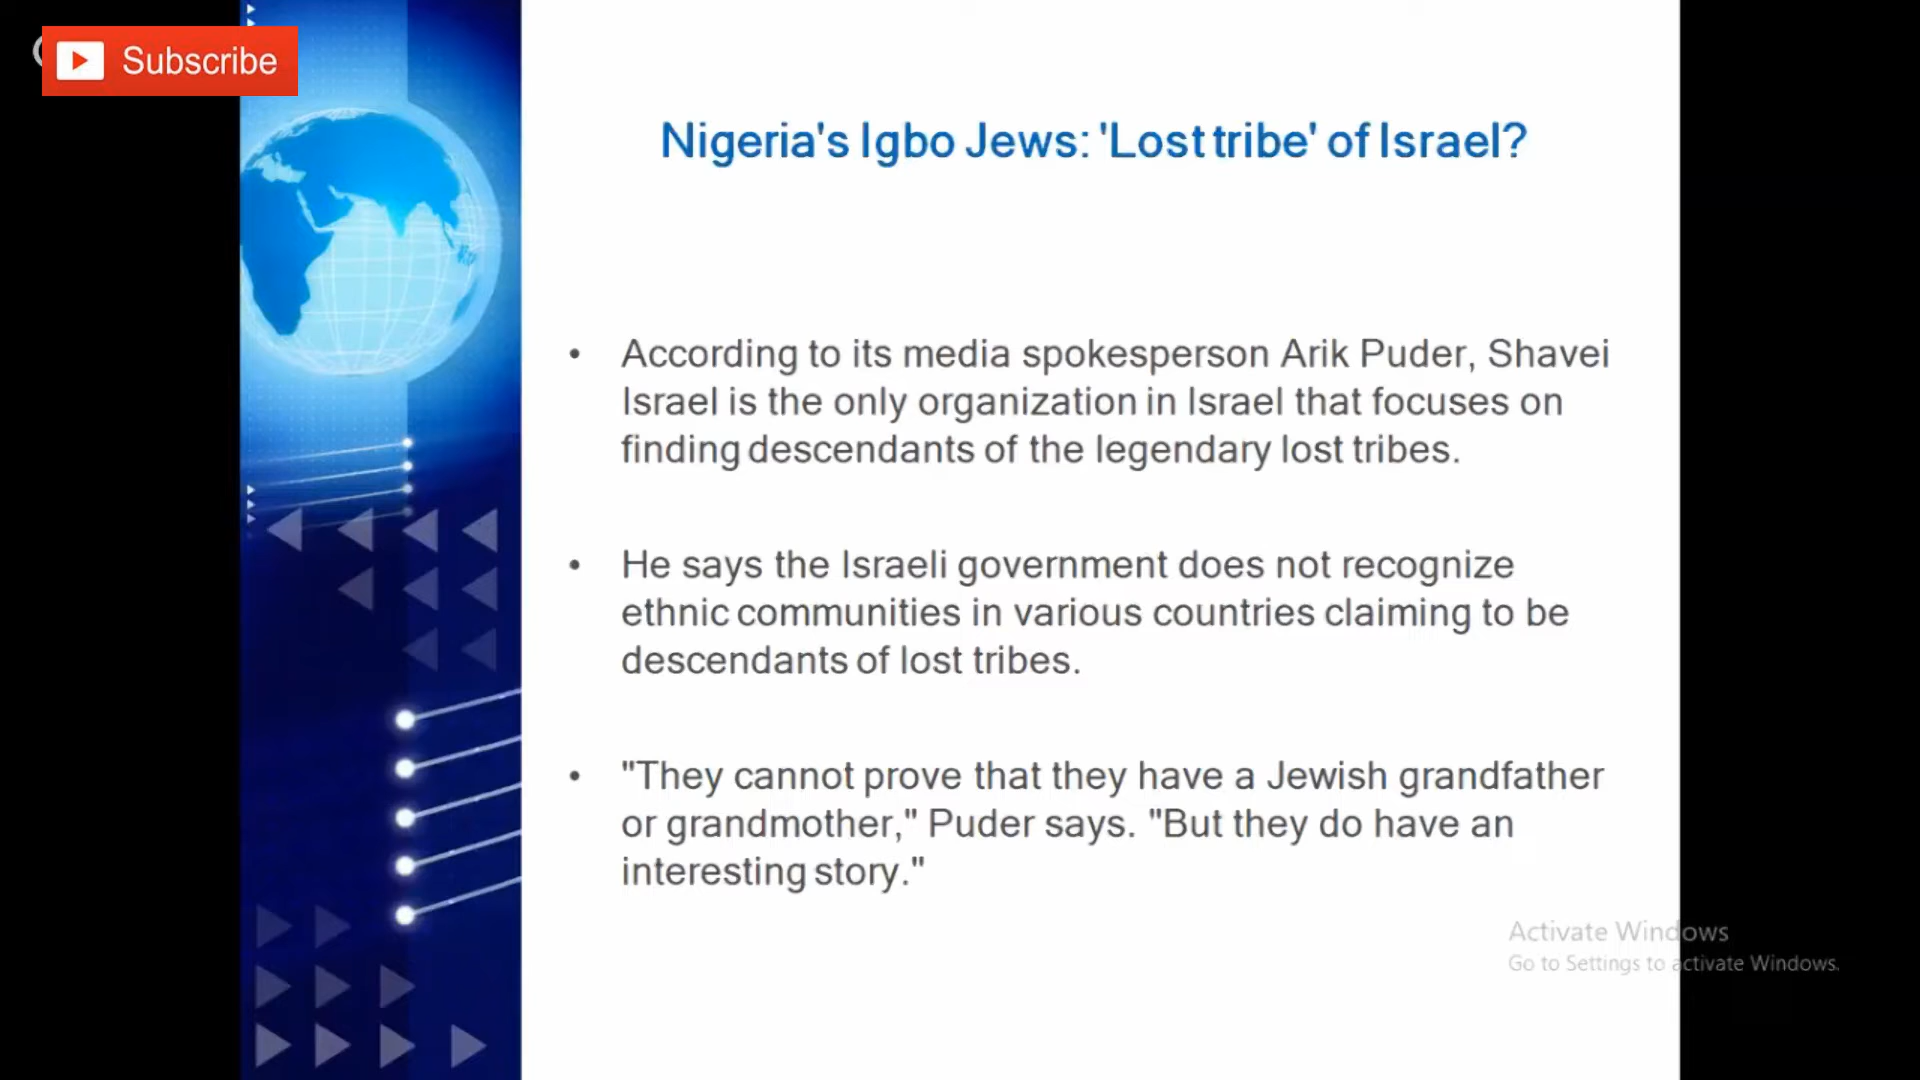 Subscribe
Nigeria's Igbo Jews: 'Lost tribe' of Israel?
• According to its media spokesperson Arik Puder, Shavei
Israel is the only organization in Israel that focuses on
finding descendants of the legendary lost tribes.
• He says the Israeli government does not recognize
ethnic communities in various countries claiming to be
descendants of lost tribes.
• "They cannot prove that they have a Jewish grandfather
or grandmother," Puder says. "But they do have an
interesting story."
Activate Windows
Go to Settings to activate Windows.